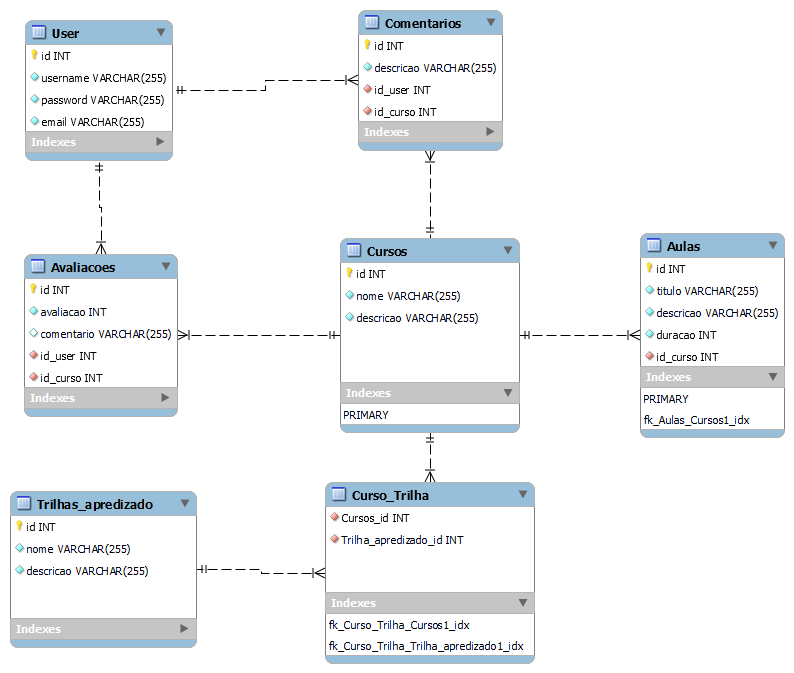 User
id INT
username VARCHAR(255)
password VARCHAR(255)
email VARCHAR(255)
Indexes
Comentarios
id INT
descricao VARCHAR(255)
id_user INT
id_curso INT
Indexes
Avaliacoes
id INT
avaliacao INT
comentario VARCHAR(255)
id_user INT
id_curso INT
Indexes
Cursos
id INT
nome VARCHAR(255)
descricao VARCHAR(255)
Indexes
PRIMARY
Aulas
id INT
titulo VARCHAR(255)
descricao VARCHAR(255)
duracao INT
id_curso INT
Indexes
PRIMARY
fk_Aulas_Cursos1_idx
Trilhas_apredizado
id INT
nome VARCHAR(255)
descricao VARCHAR(255)
Indexes
Curso_Trilha
Cursos_id INT
Trilha_apredizado_id INT
Indexes
fk_Curso_Trilha_Cursos1_idx
fk_Curso_Trilha_Trilha_apredizado1_idx